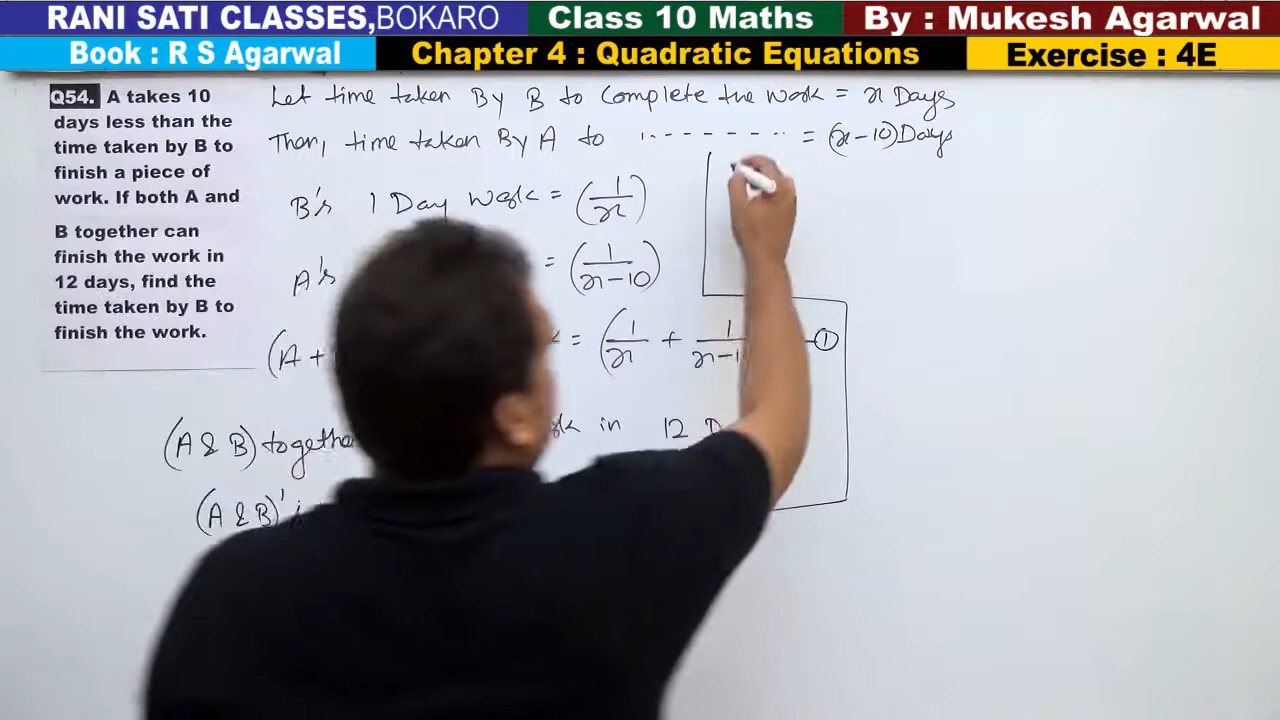 RANI SATI CLASSES,BOKARO Class 10 Maths By : Mukesh Agarwal
Book : R S Agarwal Chapter 4 : Quadratic Equations Exercise : 4E
Q54. A takes 10
days less than the
time taken by B to
finish a piece of
work. If both A and
B together can
finish the work in
12 days, find the
time taken by B to
finish the work.
Let time taken By B to Complete the work = x Days
Then, time taken By A to ---------- = (x-10) Days
B's 1 Day work = (1/x)
A's = (1/(x-10))
(A + = (1/x + 1/x-1 1
(A & B) together in 12 D
(A & B)'s